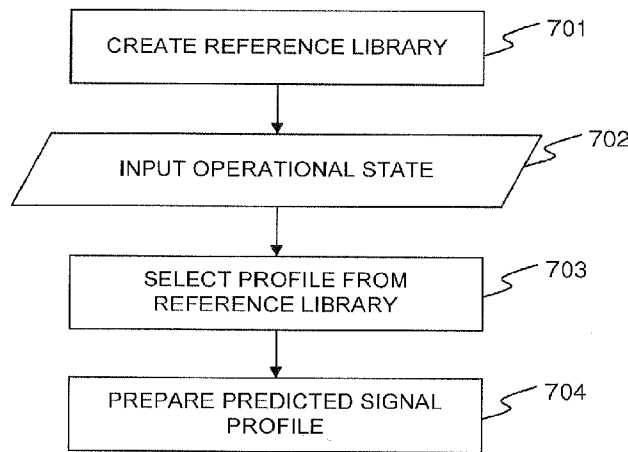 CREATE REFERENCE LIBRARY
701
INPUT OPERATIONAL STATE
702
SELECT PROFILE FROM
REFERENCE LIBRARY
703
PREPARE PREDICTED SIGNAL
PROFILE
704